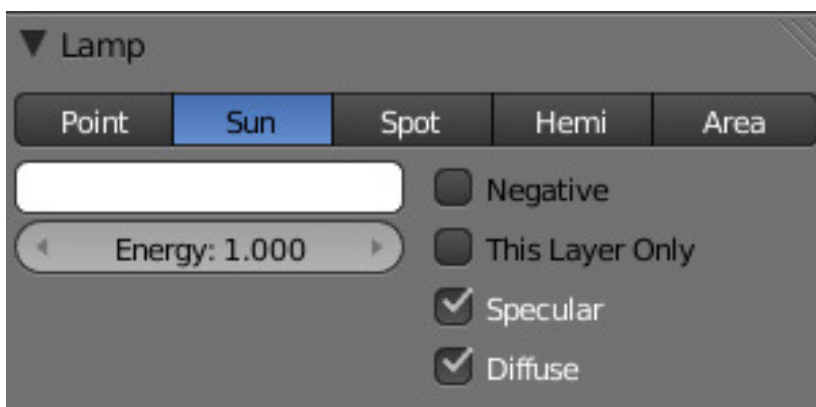 Lamp
Point Sun Spot Hemi Area
Negative
Energy: 1.000 This Layer Only
Specular
Diffuse